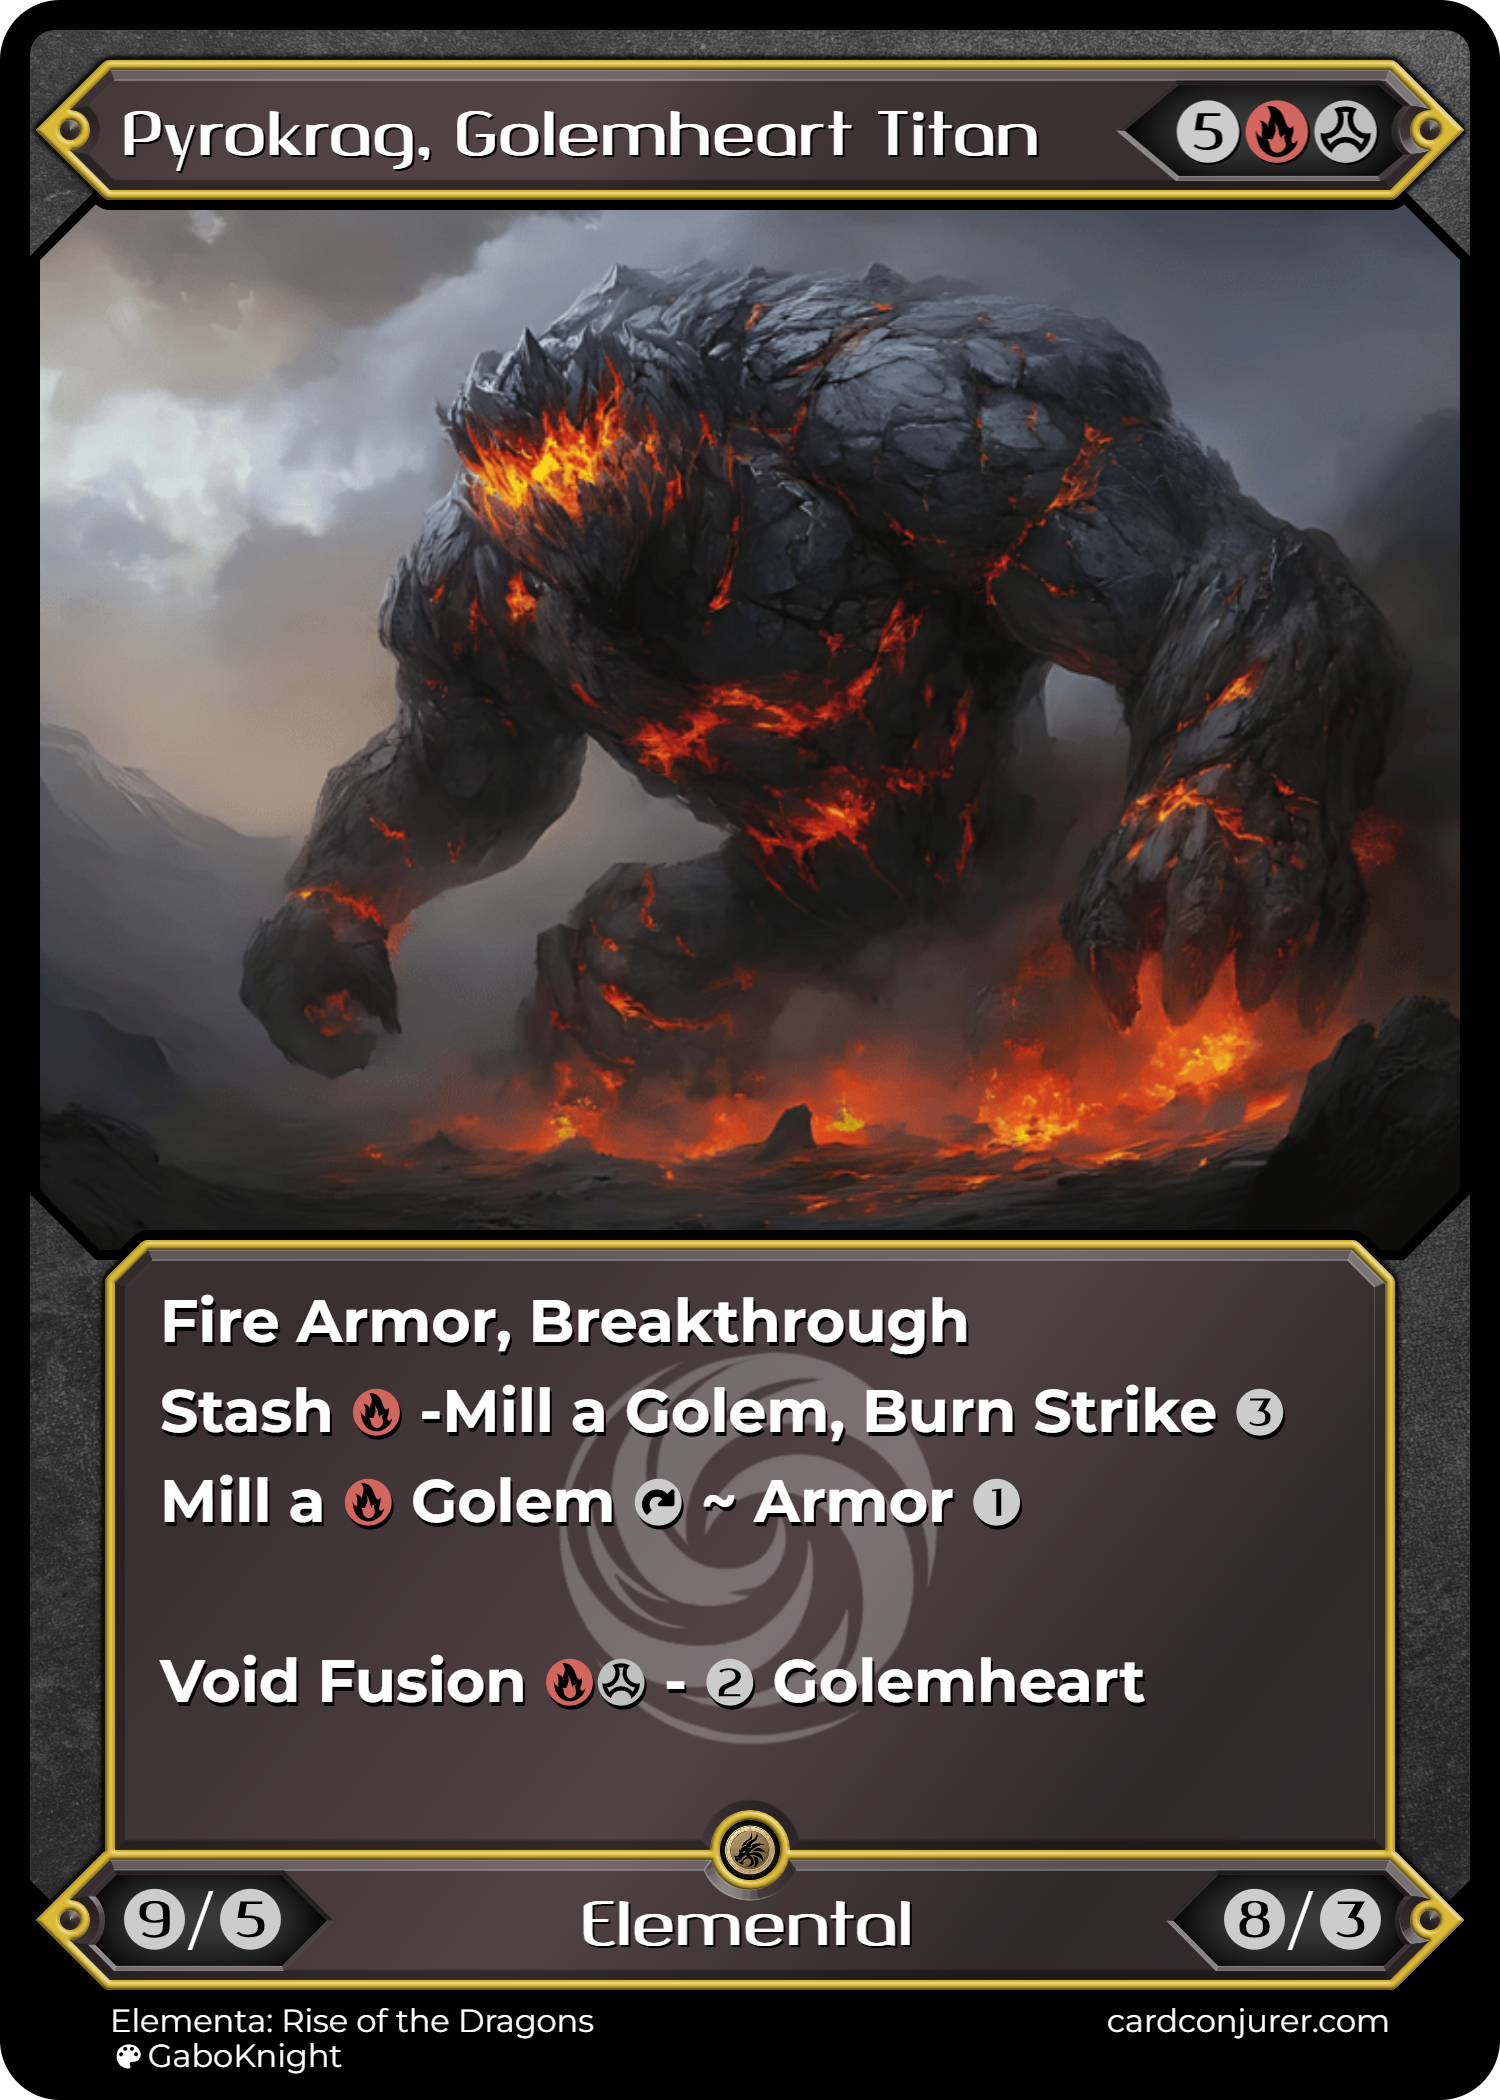 Pyrokrag, Golemheart Titan 5
Fire Armor, Breakthrough
Stash -Mill a Golem, Burn Strike 3
Mill a Golem ~ Armor 1
Void Fusion - 2 Golemheart
9/5 Elemental 8/3
Elementa: Rise of the Dragons cardconjurer.com
GaboKnight